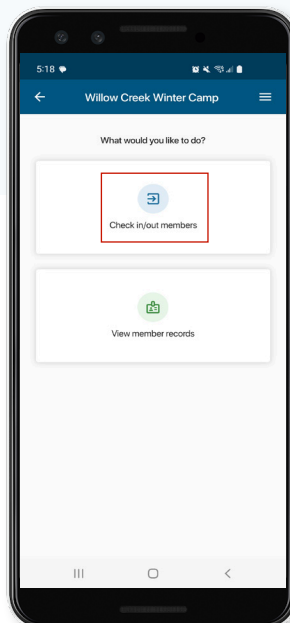 5:18
Willow Creek Winter Camp
What would you like to do?
Check in/out members
View member records